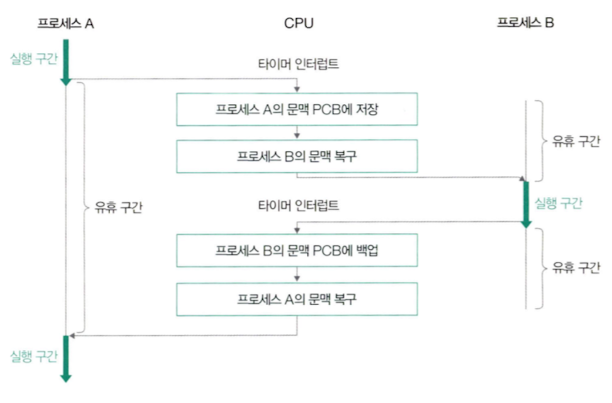 프로세스 A
CPU
프로세스 B
실행 구간
타이머 인터럽트
프로세스 A의 문맥 PCB에 저장
유휴 구간
프로세스 B의 문맥 복구
유휴 구간
타이머 인터럽트
실행 구간
프로세스 B의 문맥 PCB에 백업
유휴 구간
프로세스 A의 문맥 복구
실행 구간